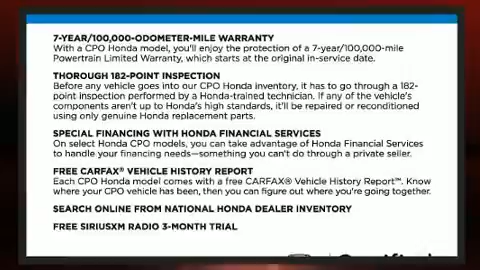 7-YEAR/100,000-ODOMETER-MILE WARRANTY
With a CPO Honda model, you'll enjoy the protection of a 7-year/100,000-mile
Powertrain Limited Warranty, which starts at the original in-service date.
THOROUGH 182-POINT INSPECTION
Before any vehicle goes into our CPO Honda inventory, it has to go through a 182-
point inspection performed by a Honda-trained technician. If any of the vehicle's
components aren't up to Honda's high standards, it'll be repaired or reconditioned
using only genuine Honda replacement parts.
SPECIAL FINANCING WITH HONDA FINANCIAL SERVICES
On select Honda CPO models, you can take advantage of Honda Financial Services
to handle your financing needs—something you can't do through a private seller.
FREE CARFAX® VEHICLE HISTORY REPORT
Each CPO Honda model comes with a free CARFAX® Vehicle History Report™. Know
where your CPO vehicle has been, then you can figure out where you're going together.
SEARCH ONLINE FROM NATIONAL HONDA DEALER INVENTORY
FREE SIRIUSXM RADIO 3-MONTH TRIAL